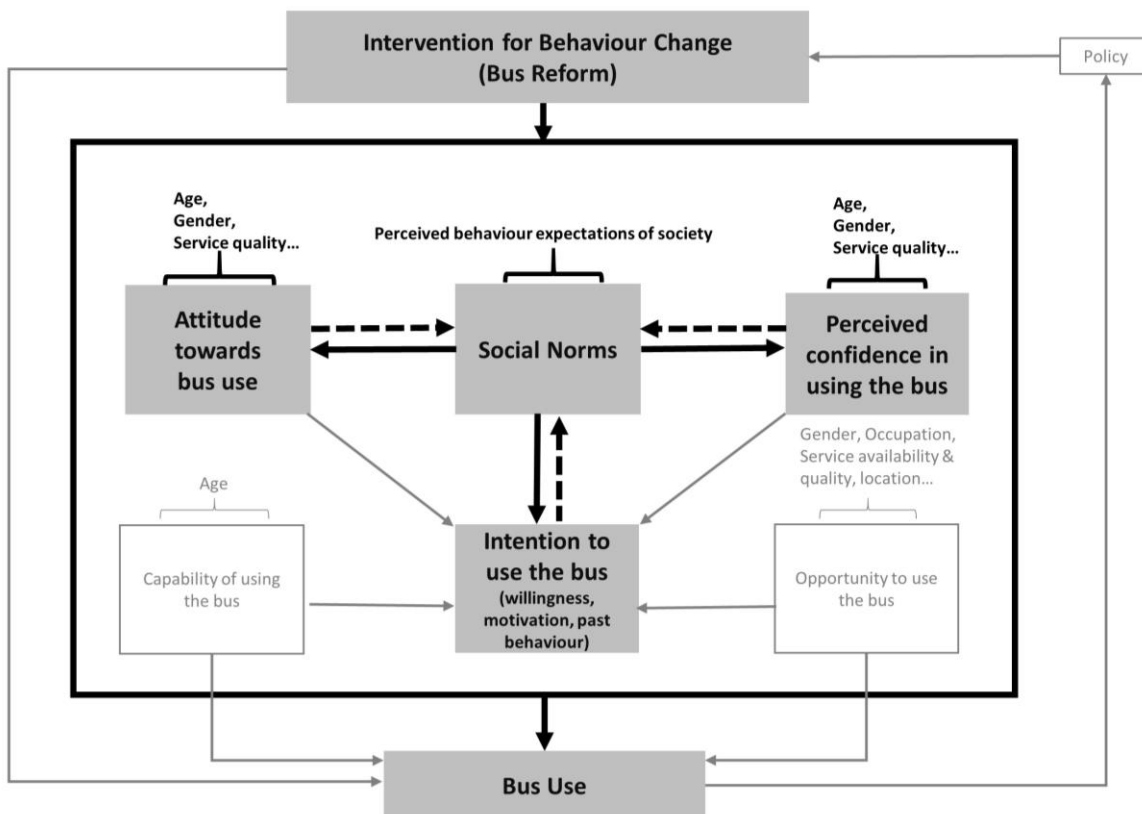 Intervention for Behaviour Change
(Bus Reform)
Policy
Age,
Gender,
Service quality...
Perceived behaviour expectations of society
Age,
Gender,
Service quality...
Attitude
towards
bus use
Social Norms
Perceived
confidence in
using the bus
Age
Gender, Occupation,
Service availability &
quality, location...
Capability of using
the bus
Intention to
use the bus
(willingness,
motivation, past
behaviour)
Opportunity to use
the bus
Bus Use